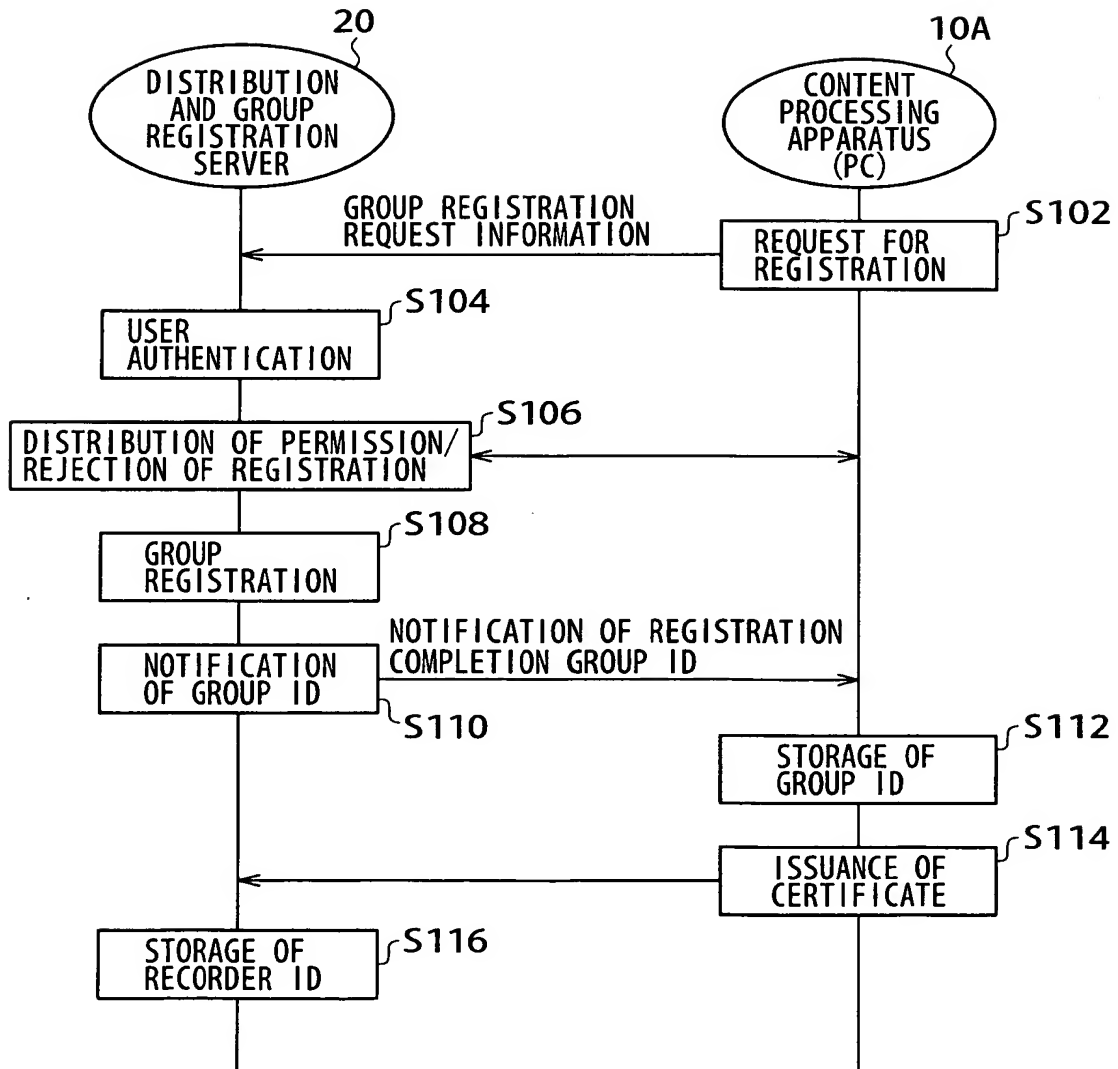 20
DISTRIBUTION
AND GROUP
REGISTRATION
SERVER
10A
CONTENT
PROCESSING
APPARATUS
(PC)
GROUP REGISTRATION
REQUEST INFORMATION
S102
REQUEST FOR
REGISTRATION
S104
USER
AUTHENTICATION
S106
DISTRIBUTION OF PERMISSION/
REJECTION OF REGISTRATION
S108
GROUP
REGISTRATION
NOTIFICATION OF REGISTRATION
COMPLETION GROUP ID
NOTIFICATION
OF GROUP ID
S110
S112
STORAGE OF
GROUP ID
S114
ISSUANCE OF
CERTIFICATE
S116
STORAGE OF
RECORDER ID